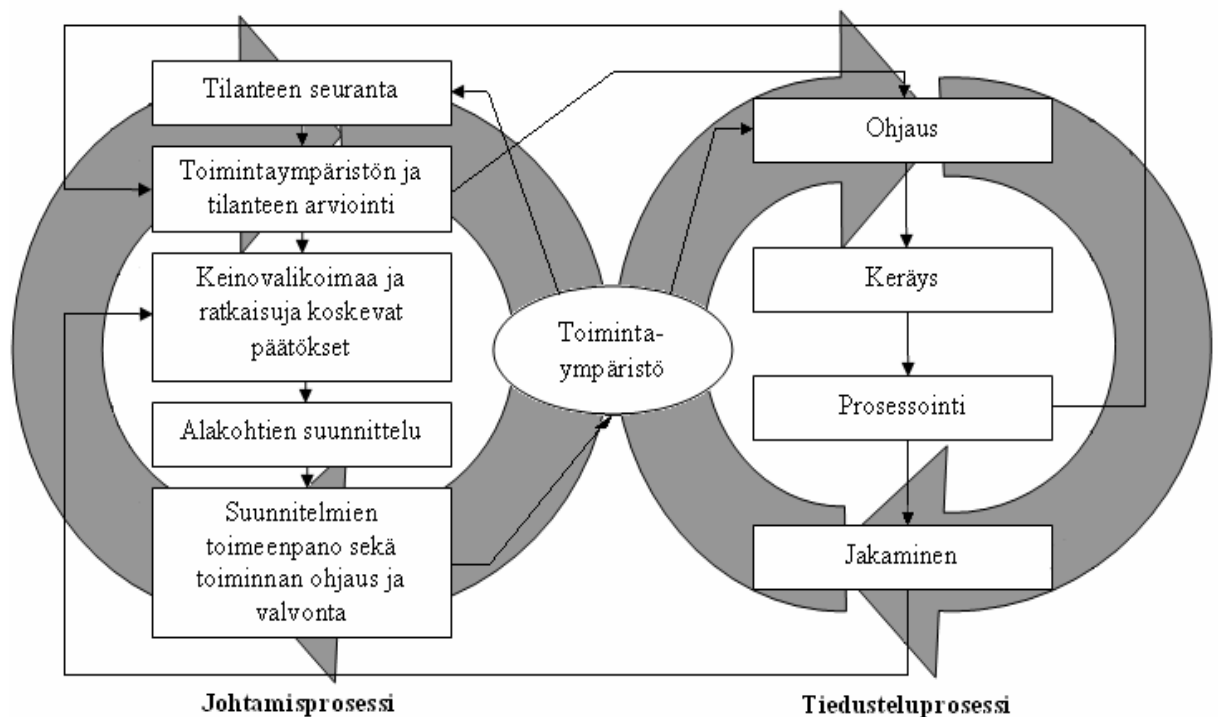 Tilanteen seuranta
Toimintaympäristön ja
tilanteen arviointi
Keinovalikoimaa ja
ratkaisuja koskevat
päätökset
Alakohtien suunnittelu
Suunnitelmien
toimeenpano sekä
toiminnan ohjaus ja
valvonta
Johtamisprosessi
Toiminta-
ympäristö
Ohjaus
Keräys
Prosessointi
Jakaminen
Tiedusteluprosessi